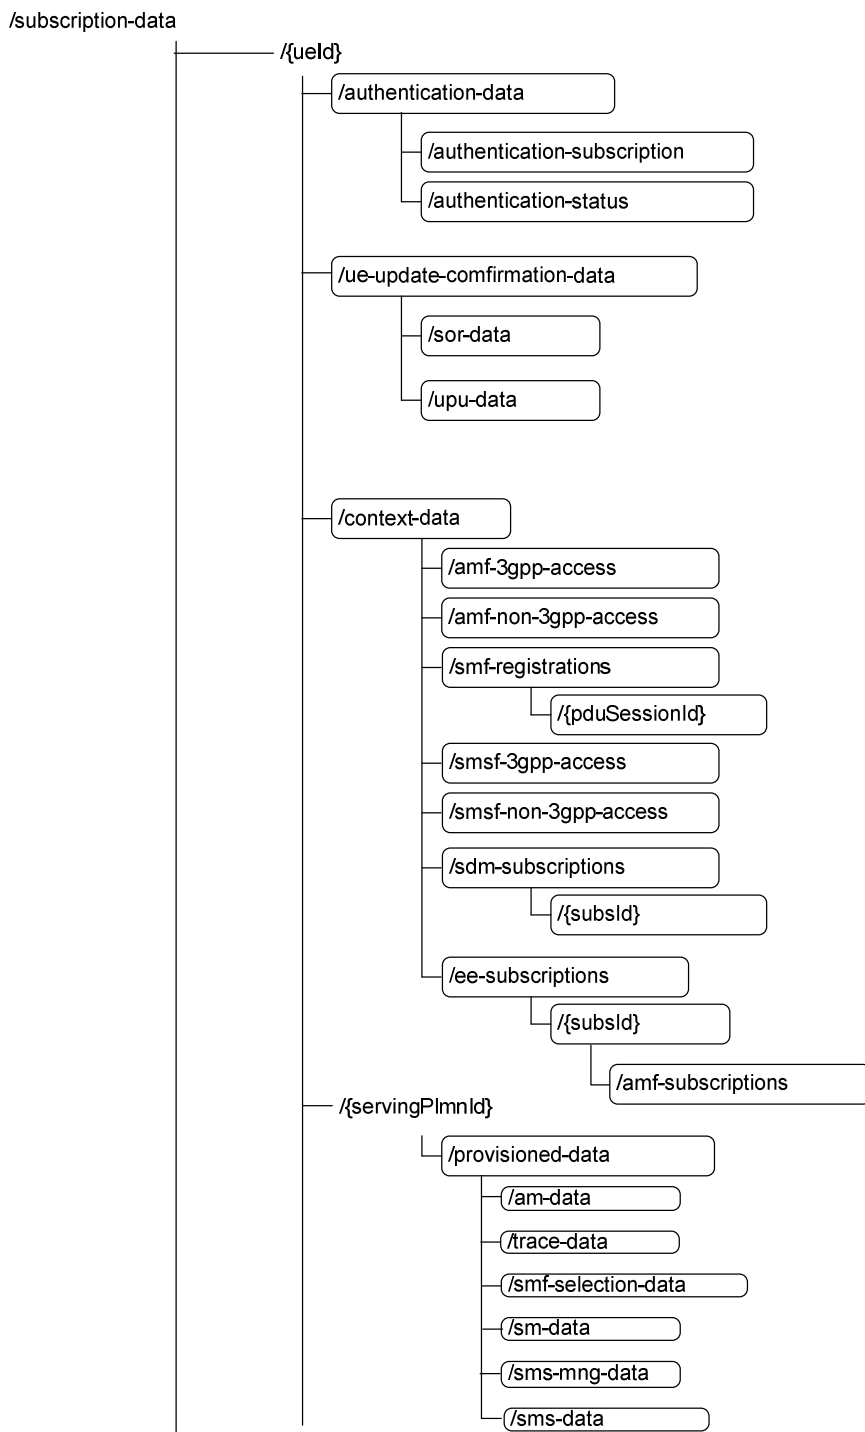 /subscription-data
/{ueId}
/authentication-data
/authentication-subscription
/authentication-status
/ue-update-comfirmation-data
/sor-data
/upu-data
/context-data
/amf-3gpp-access
/amf-non-3gpp-access
/smf-registrations
/{pduSessionId}
/smsf-3gpp-access
/smsf-non-3gpp-access
/sdm-subscriptions
/{subsId}
/ee-subscriptions
/{subsId}
/amf-subscriptions
/{servingPlmnId}
/provisioned-data
/am-data
/trace-data
/smf-selection-data
/sm-data
/sms-mng-data
/sms-data